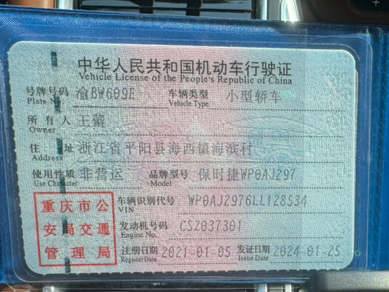 中华人民共和国机动车行驶证
Vehicle License of the People's Republic of China
号牌号码 渝BW609E 车辆类型 小型轿车
Plate No. Vehicle Type
所有人 王
Owner
住 址 浙江省平阳县海西镇海滨村
Address
使用性质 非营运 品牌型号 保时捷WP0AJ297
Use Character Model
重庆市公安局交通管理局
车辆识别代号 WP0AJ2976LL128534
VIN
发动机号码 CSZ037301
Engine No.
注册日期 2021-01-05 发证日期 2024-01-25
Register Date Issue Date